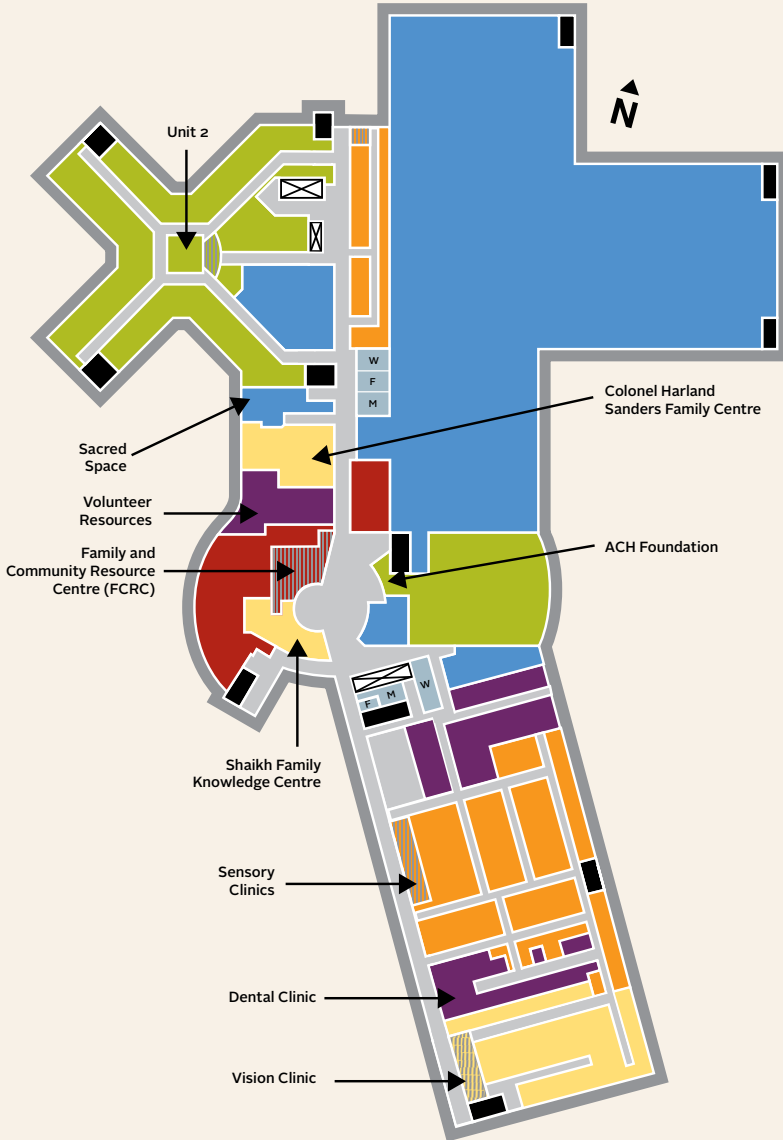 N
Unit 2
W
F
M
Colonel Harland
Sanders Family Centre
Sacred
Space
Volunteer
Resources
Family and
Community Resource
Centre (FCRC)
ACH Foundation
W
M
F
Shaikh Family
Knowledge Centre
Sensory
Clinics
Dental Clinic
Vision Clinic